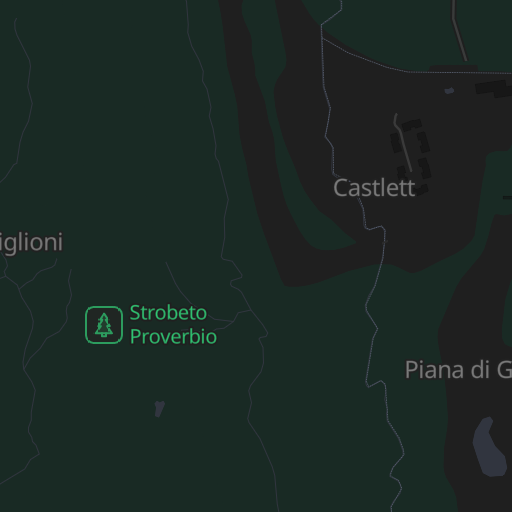 Castlett
iglioni
Strobeto
Proverbio
Piana di G